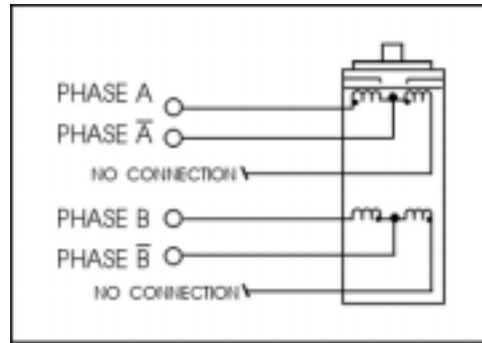 PHASE A
PHASE A̅
NO CONNECTION
PHASE B
PHASE B̅
NO CONNECTION